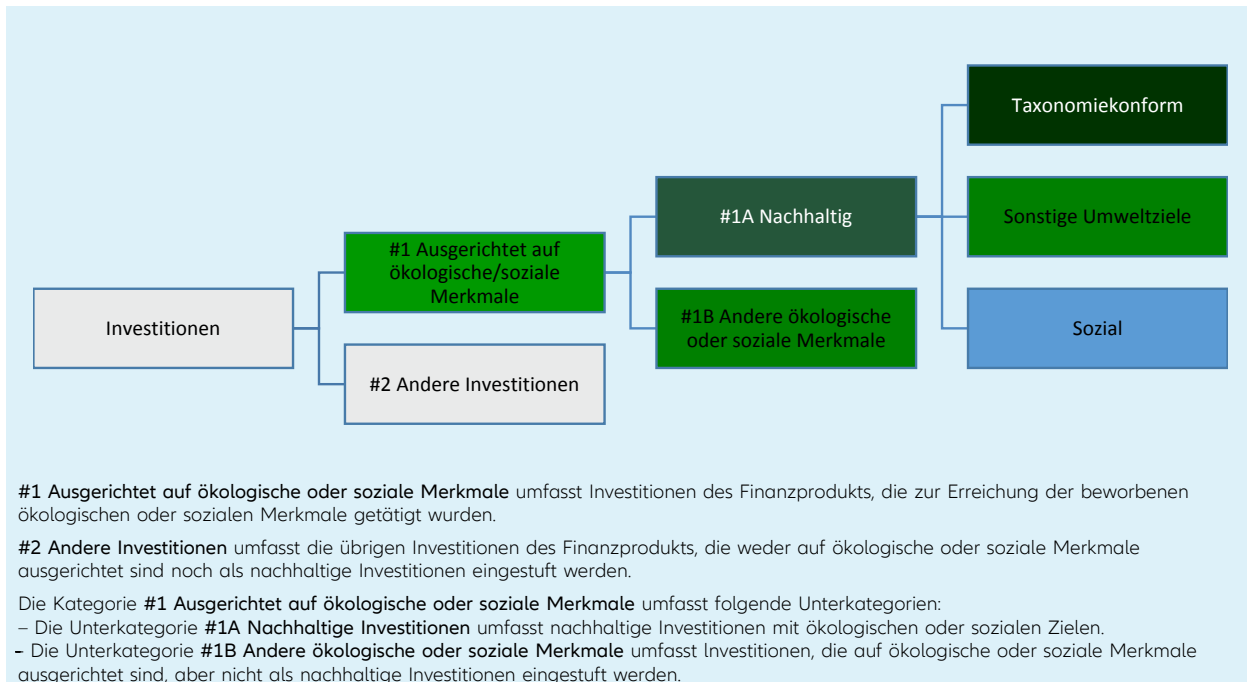 Taxonomiekonform
#1A Nachhaltig
Sonstige Umweltziele
#1 Ausgerichtet auf
ökologische/soziale
Merkmale
Investitionen
#1B Andere ökologische
oder soziale Merkmale
Sozial
#2 Andere Investitionen
#1 Ausgerichtet auf ökologische oder soziale Merkmale umfasst Investitionen des Finanzprodukts, die zur Erreichung der beworbenen
ökologischen oder sozialen Merkmale getätigt wurden.
#2 Andere Investitionen umfasst die übrigen Investitionen des Finanzprodukts, die weder auf ökologische oder soziale Merkmale
ausgerichtet sind noch als nachhaltige Investitionen eingestuft werden.
Die Kategorie #1 Ausgerichtet auf ökologische oder soziale Merkmale umfasst folgende Unterkategorien:
– Die Unterkategorie #1A Nachhaltige Investitionen umfasst nachhaltige Investitionen mit ökologischen oder sozialen Zielen.
- Die Unterkategorie #1B Andere ökologische oder soziale Merkmale umfasst Investitionen, die auf ökologische oder soziale Merkmale
ausgerichtet sind, aber nicht als nachhaltige Investitionen eingestuft werden.